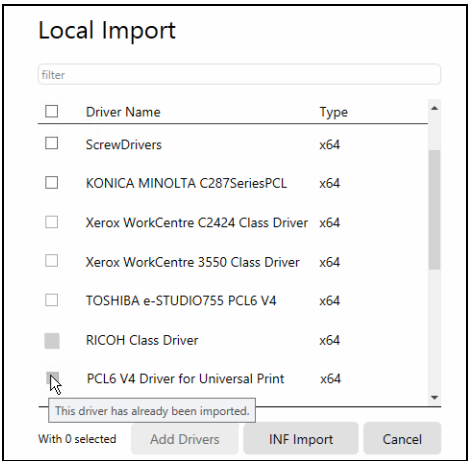 Local Import
filter
Driver Name Type
ScrewDrivers x64
KONICA MINOLTA C287SeriesPCL x64
Xerox WorkCentre C2424 Class Driver x64
Xerox WorkCentre 3550 Class Driver x64
TOSHIBA e-STUDIO755 PCL6 V4 x64
RICOH Class Driver x64
PCL6 V4 Driver for Universal Print x64
This driver has already been imported.
With 0 selected Add Drivers INF Import Cancel